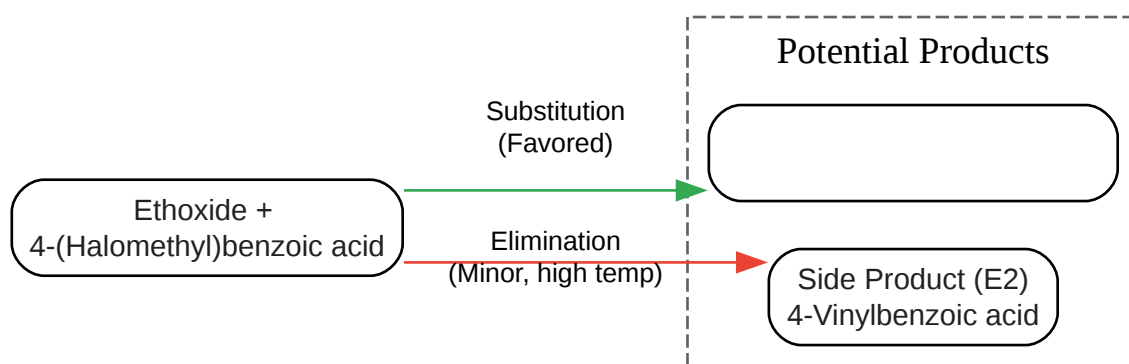 Potential Products
Substitution
(Favored)
Ethoxide +
4-(Halomethyl)benzoic acid
Elimination
(Minor, high temp)
Side Product (E2)
4-Vinylbenzoic acid